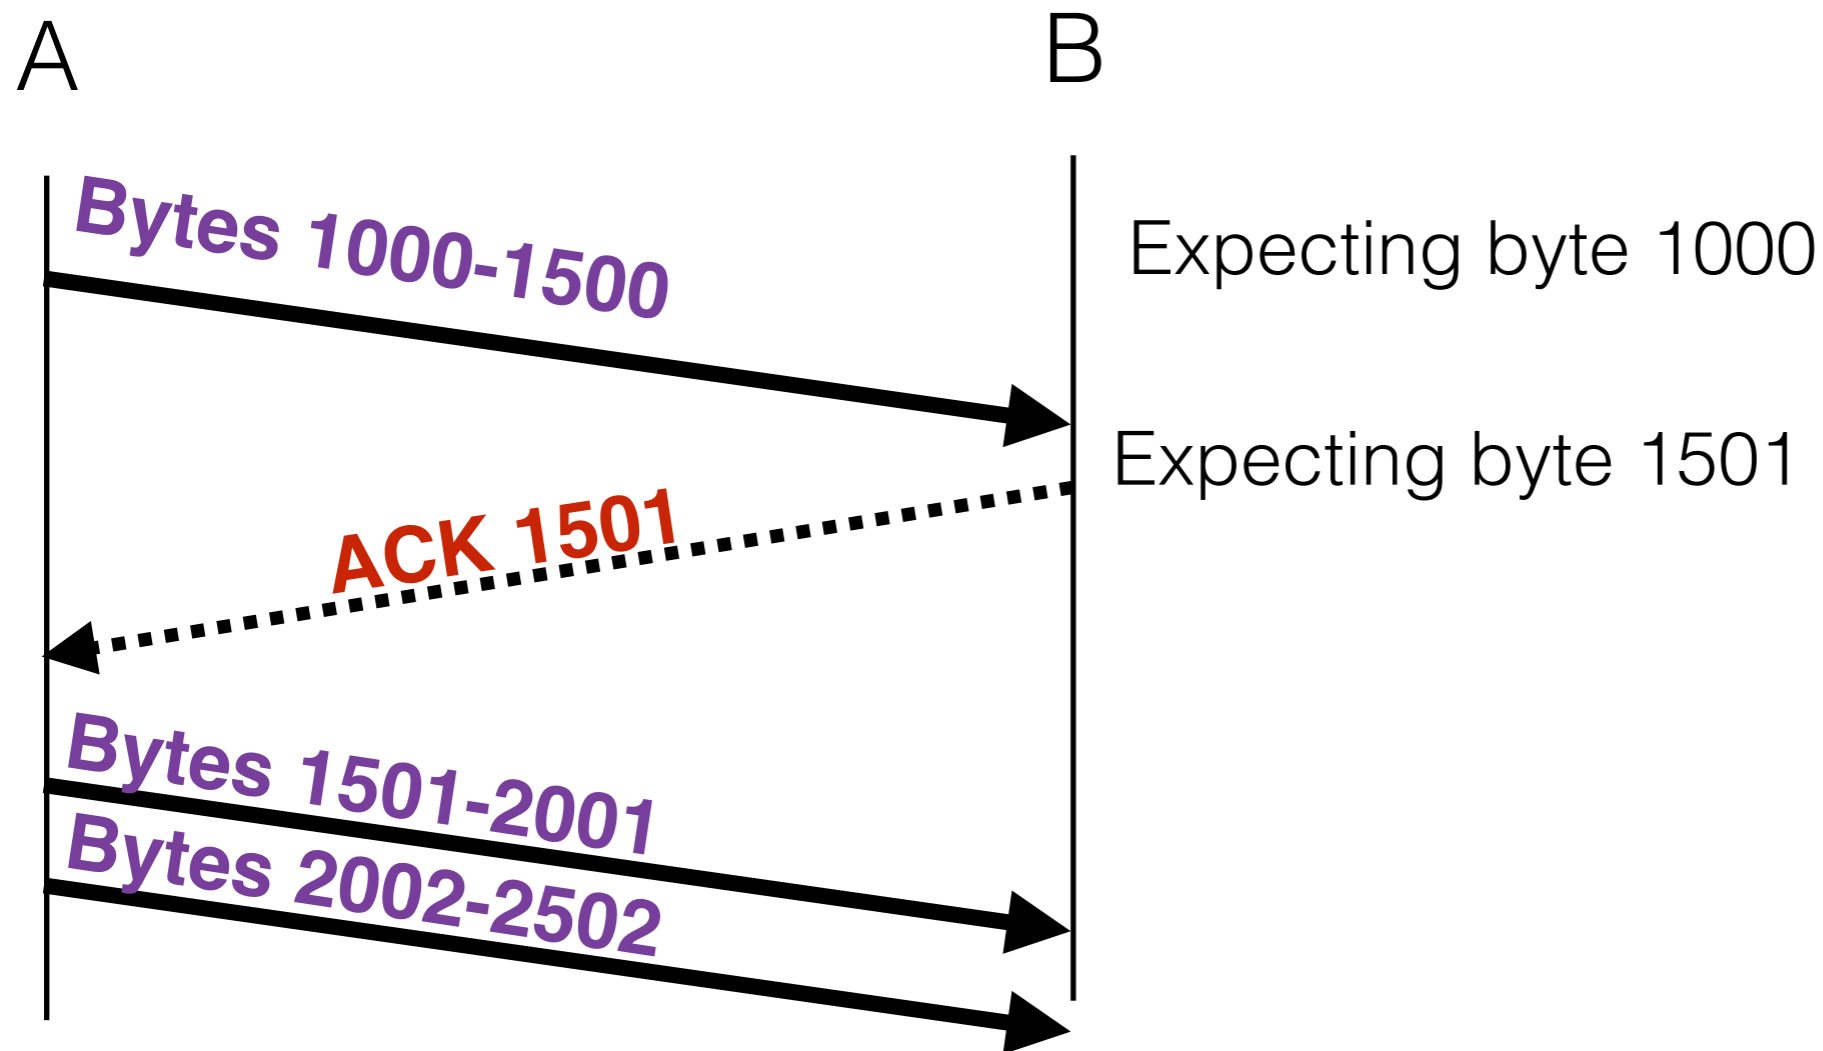 A
B
Bytes 1000-1500
Expecting byte 1000
Expecting byte 1501
ACK 1501
Bytes 1501-2001
Bytes 2002-2502